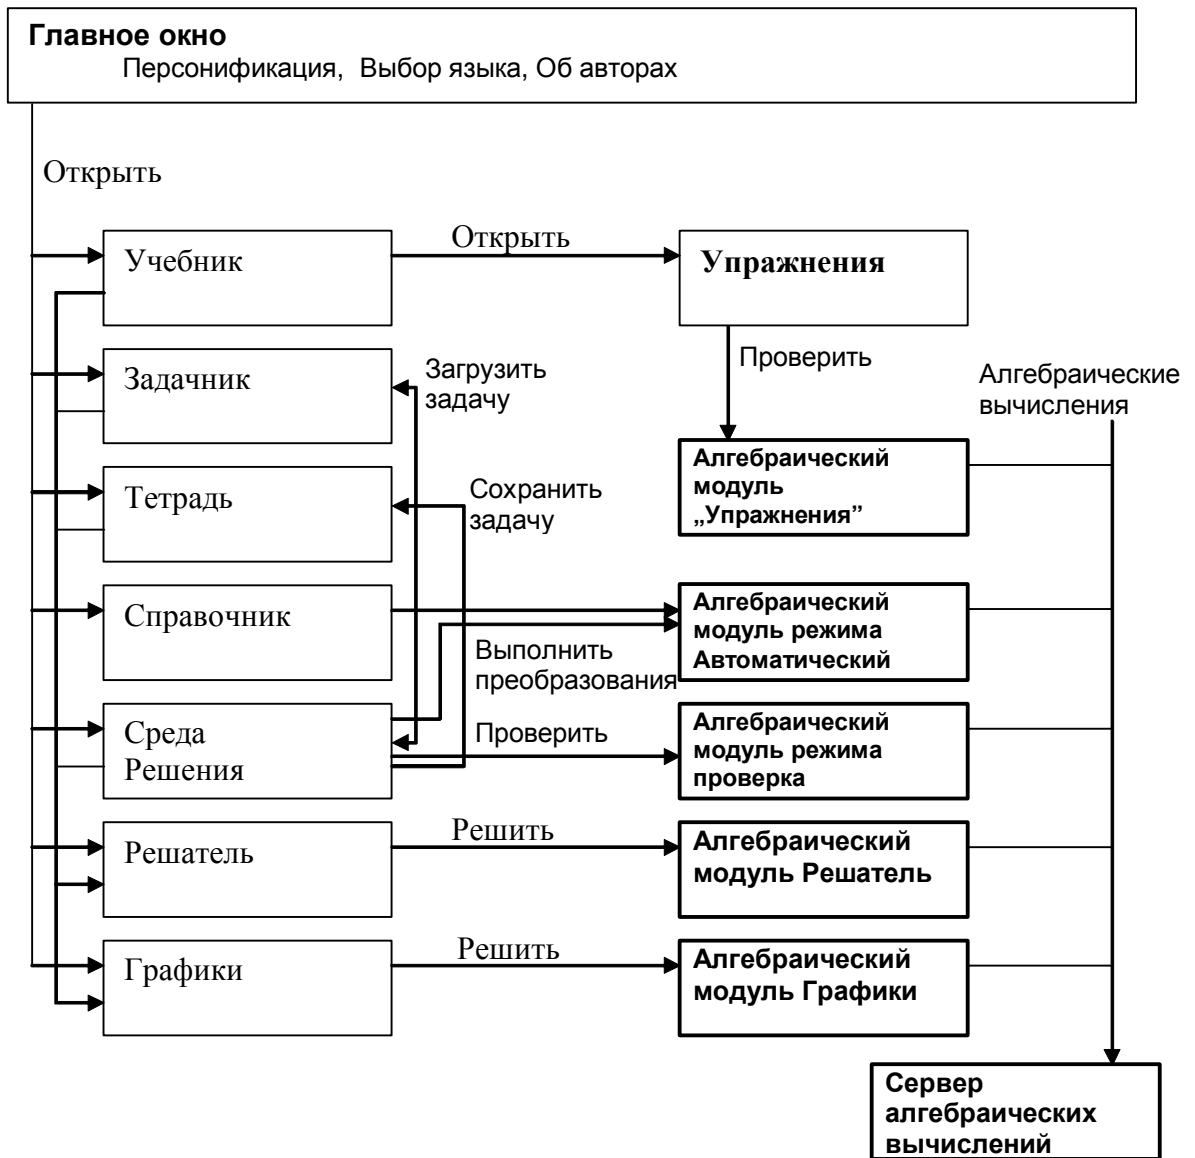 Главное окно
Персонификация, Выбор языка, Об авторах
Открыть
Учебник
Открыть
Упражнения
Задачник
Загрузить
задачу
Проверить
Алгебраические
вычисления
Тетрадь
Сохранить
задачу
Алгебраический
модуль
„Упражнения”
Справочник
Выполнить
преобразования
Алгебраический
модуль режима
Автоматический
Среда
Решения
Проверить
Алгебраический
модуль режима
проверка
Решатель
Решить
Алгебраический
модуль Решатель
Графики
Решить
Алгебраический
модуль Графики
Сервер
алгебраических
вычислений